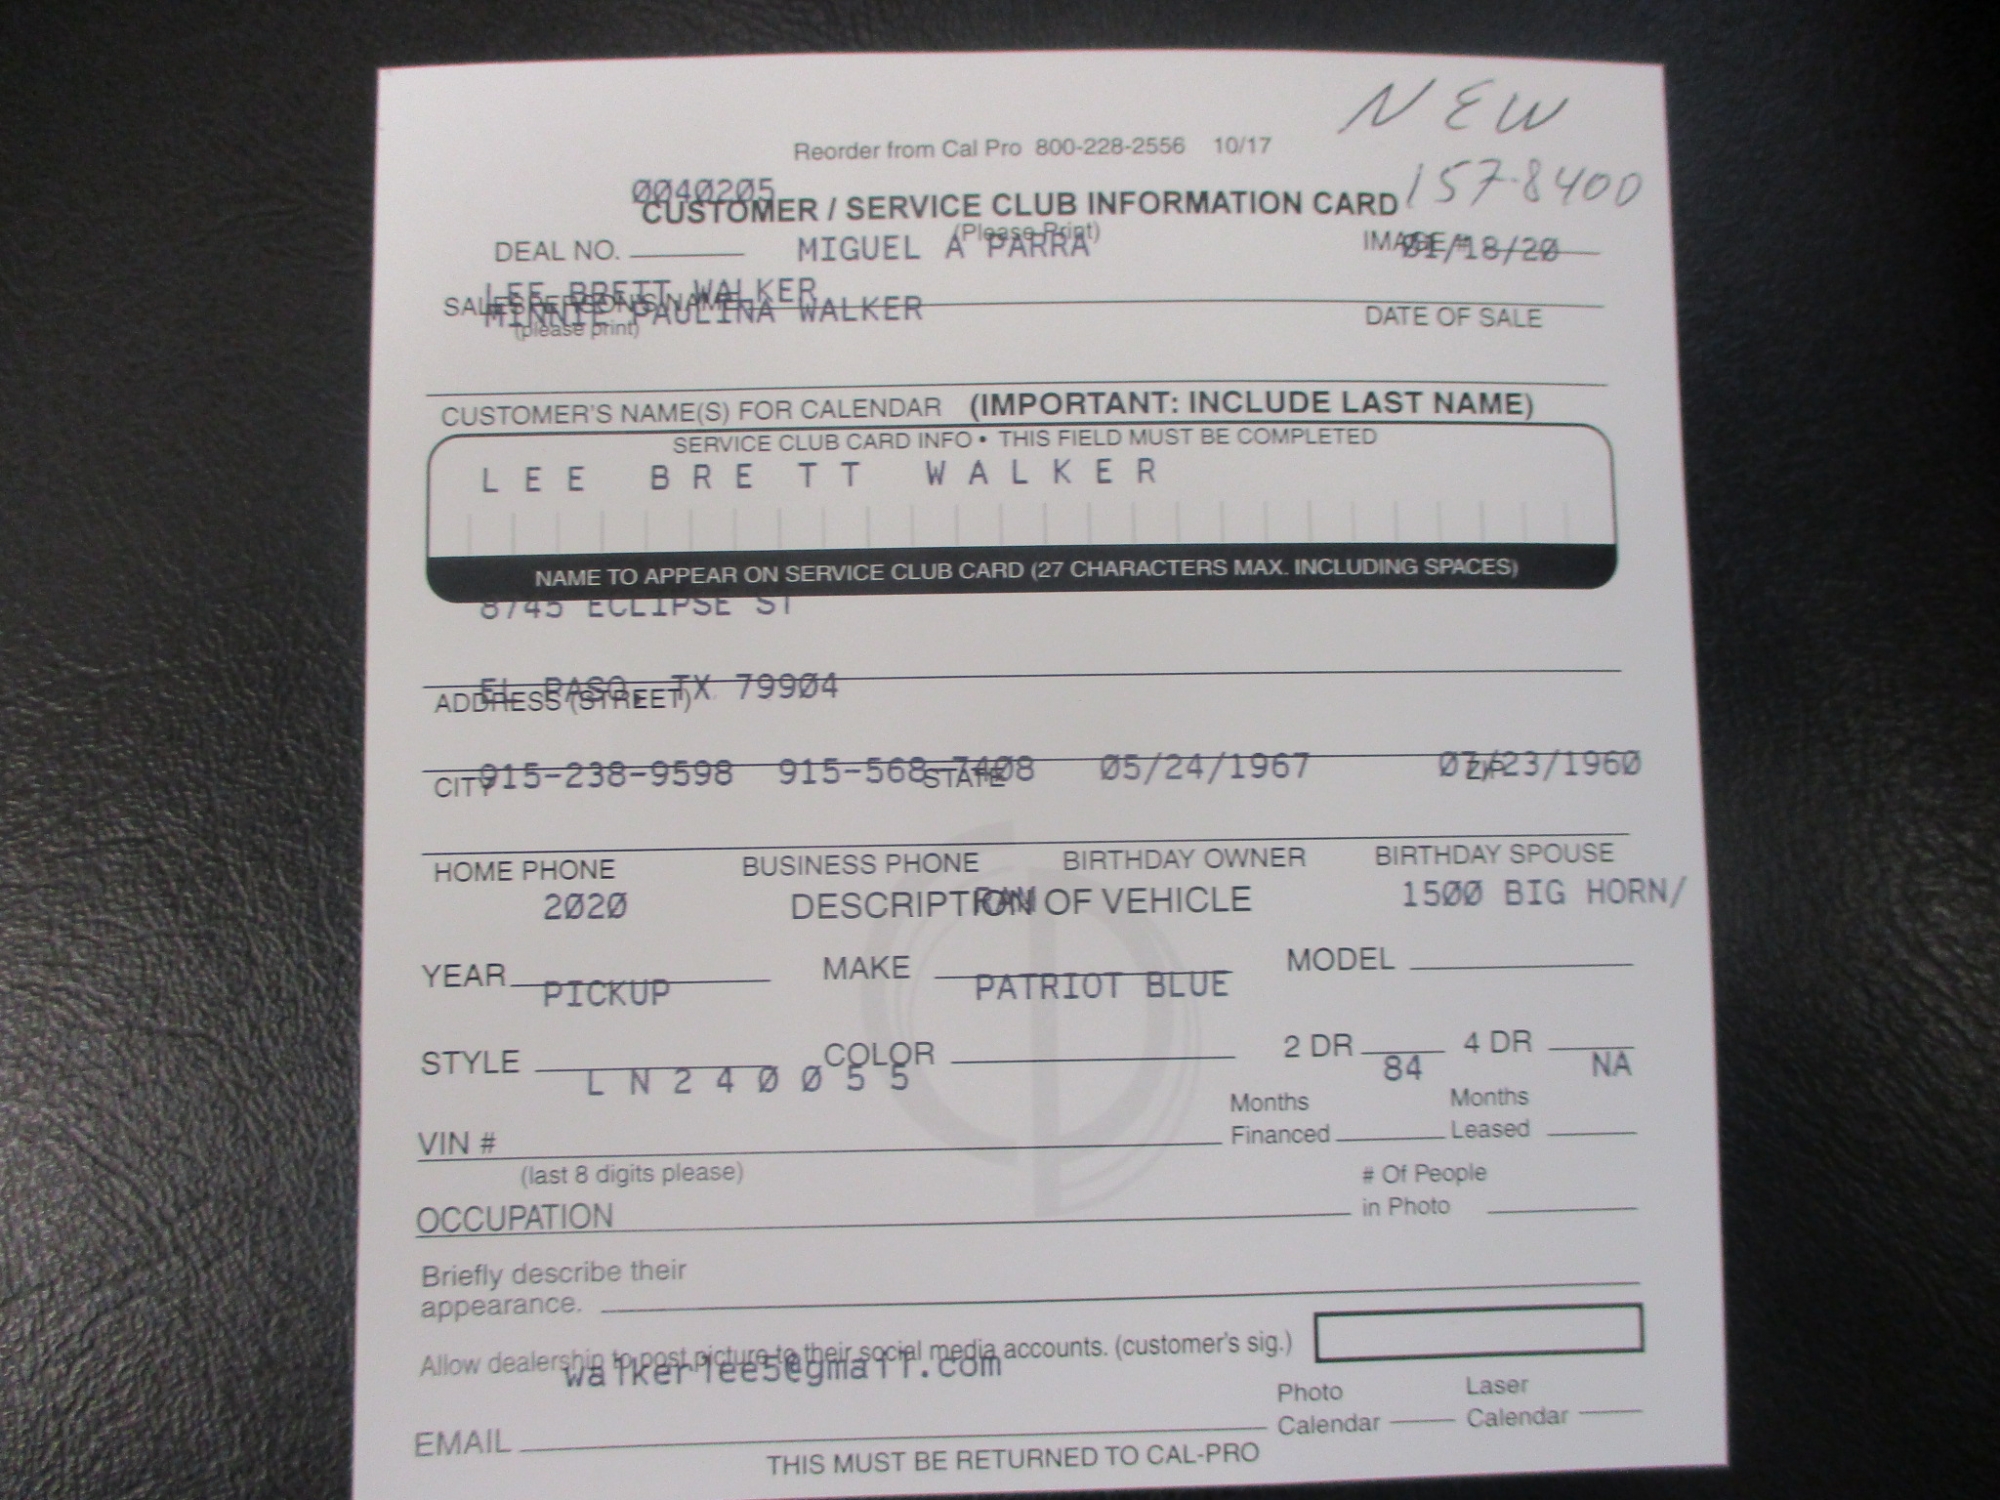 NEW
Reorder from Cal Pro 800-228-2556 10/17
157-8400
0040205
CUSTOMER / SERVICE CLUB INFORMATION CARD
(Please Print)
DEAL NO. MIGUEL A PARRA IMAGE# 01/18/20
LEE BRETT WALKER
SALESPERSON'S NAME
MINNIE PAULINA WALKER
(please print)
DATE OF SALE
CUSTOMER'S NAME(S) FOR CALENDAR (IMPORTANT: INCLUDE LAST NAME)
SERVICE CLUB CARD INFO • THIS FIELD MUST BE COMPLETED
LEE BRETT WALKER
NAME TO APPEAR ON SERVICE CLUB CARD (27 CHARACTERS MAX. INCLUDING SPACES)
8745 ECLIPSE ST
EL PASO, TX 79904
ADDRESS (STREET)
915-238-9598 915-568-7408 05/24/1967 07/23/1960
CITY STATE ZIP
HOME PHONE BUSINESS PHONE BIRTHDAY OWNER BIRTHDAY SPOUSE
2020 RAM 1500 BIG HORN/
DESCRIPTION OF VEHICLE
YEAR MAKE MODEL
PICKUP PATRIOT BLUE
STYLE COLOR 2 DR 4 DR
LN240055 84 NA
Months Financed Months Leased
VIN #
(last 8 digits please)
# Of People in Photo
OCCUPATION
Briefly describe their
appearance.
Allow dealership to post picture to their social media accounts. (customer's sig.)
walkerlee5@gmail.com
Photo Calendar Laser Calendar
EMAIL
THIS MUST BE RETURNED TO CAL-PRO